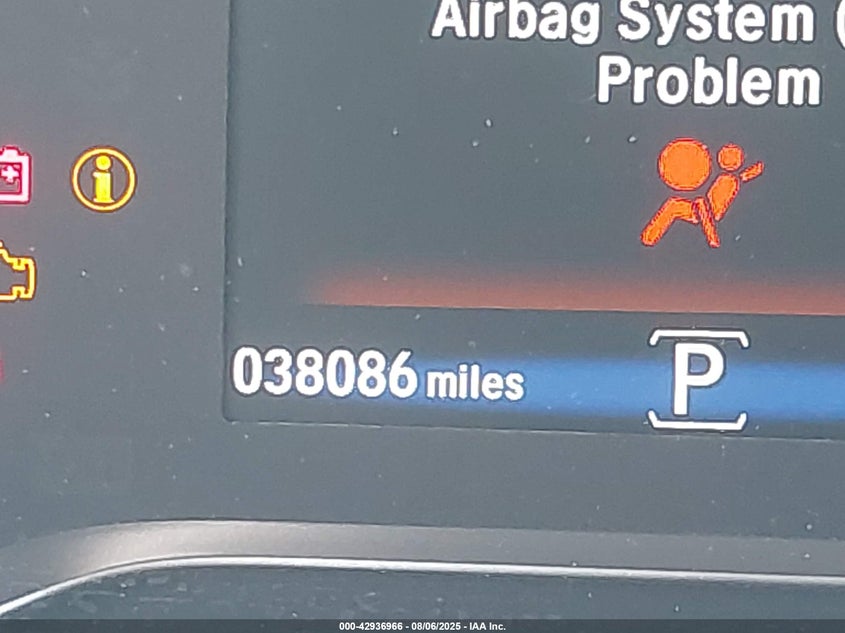 Airbag System (
Problem
038086 miles
P
000-42936966 - 08/06/2025 - IAA Inc.